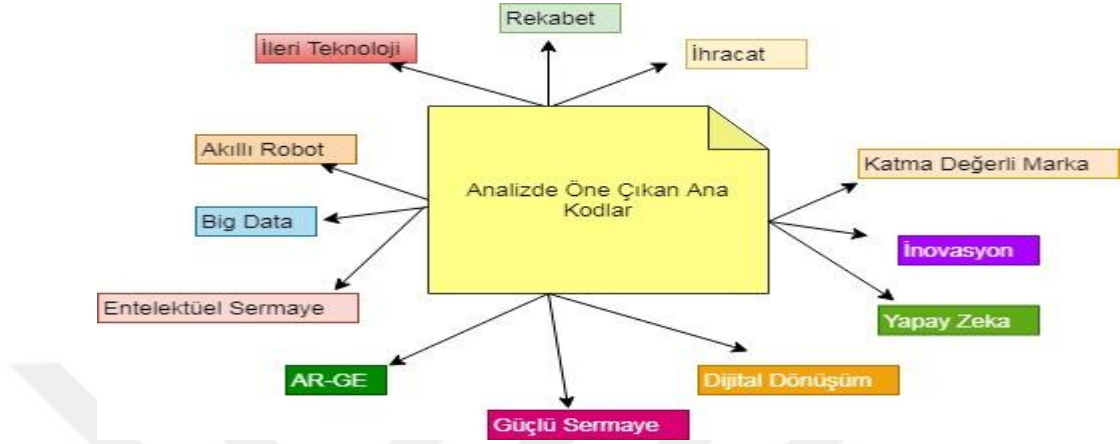 Rekabet
İleri Teknoloji
İhracat
Akıllı Robot
Katma Değerli Marka
Analizde Öne Çıkan Ana
Kodlar
Big Data
İnovasyon
Entelektüel Sermaye
Yapay Zeka
AR-GE
Dijital Dönüşüm
Güçlü Sermaye